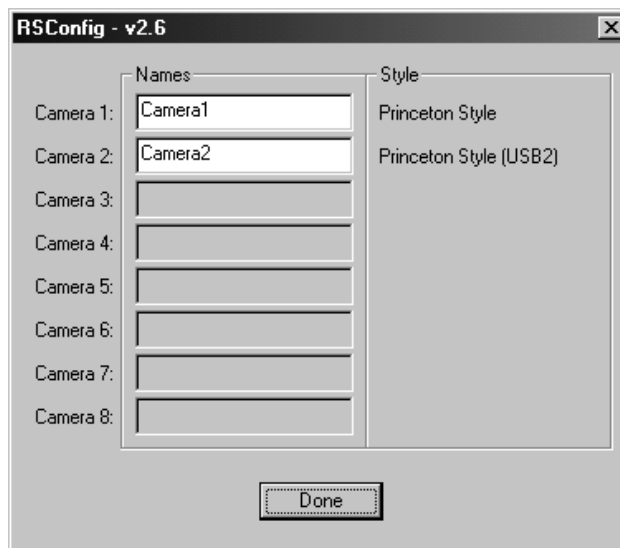 RSConfig - v2.6
Names Style
Camera 1: Camera1 Princeton Style
Camera 2: Camera2 Princeton Style (USB2)
Camera 3:
Camera 4:
Camera 5:
Camera 6:
Camera 7:
Camera 8:
Done